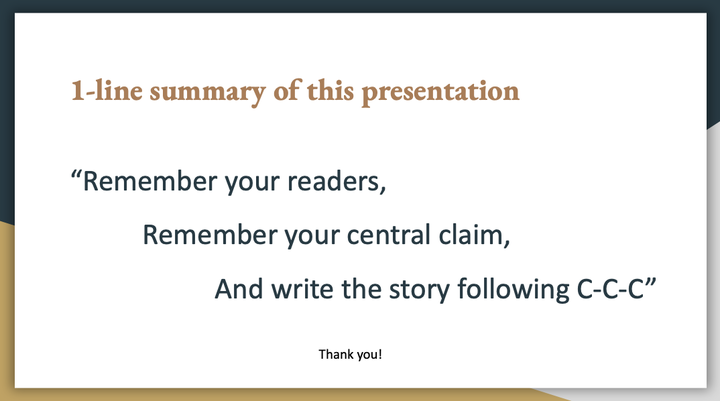 1-line summary of this presentation
“Remember your readers,
Remember your central claim,
And write the story following C-C-C”
Thank you!